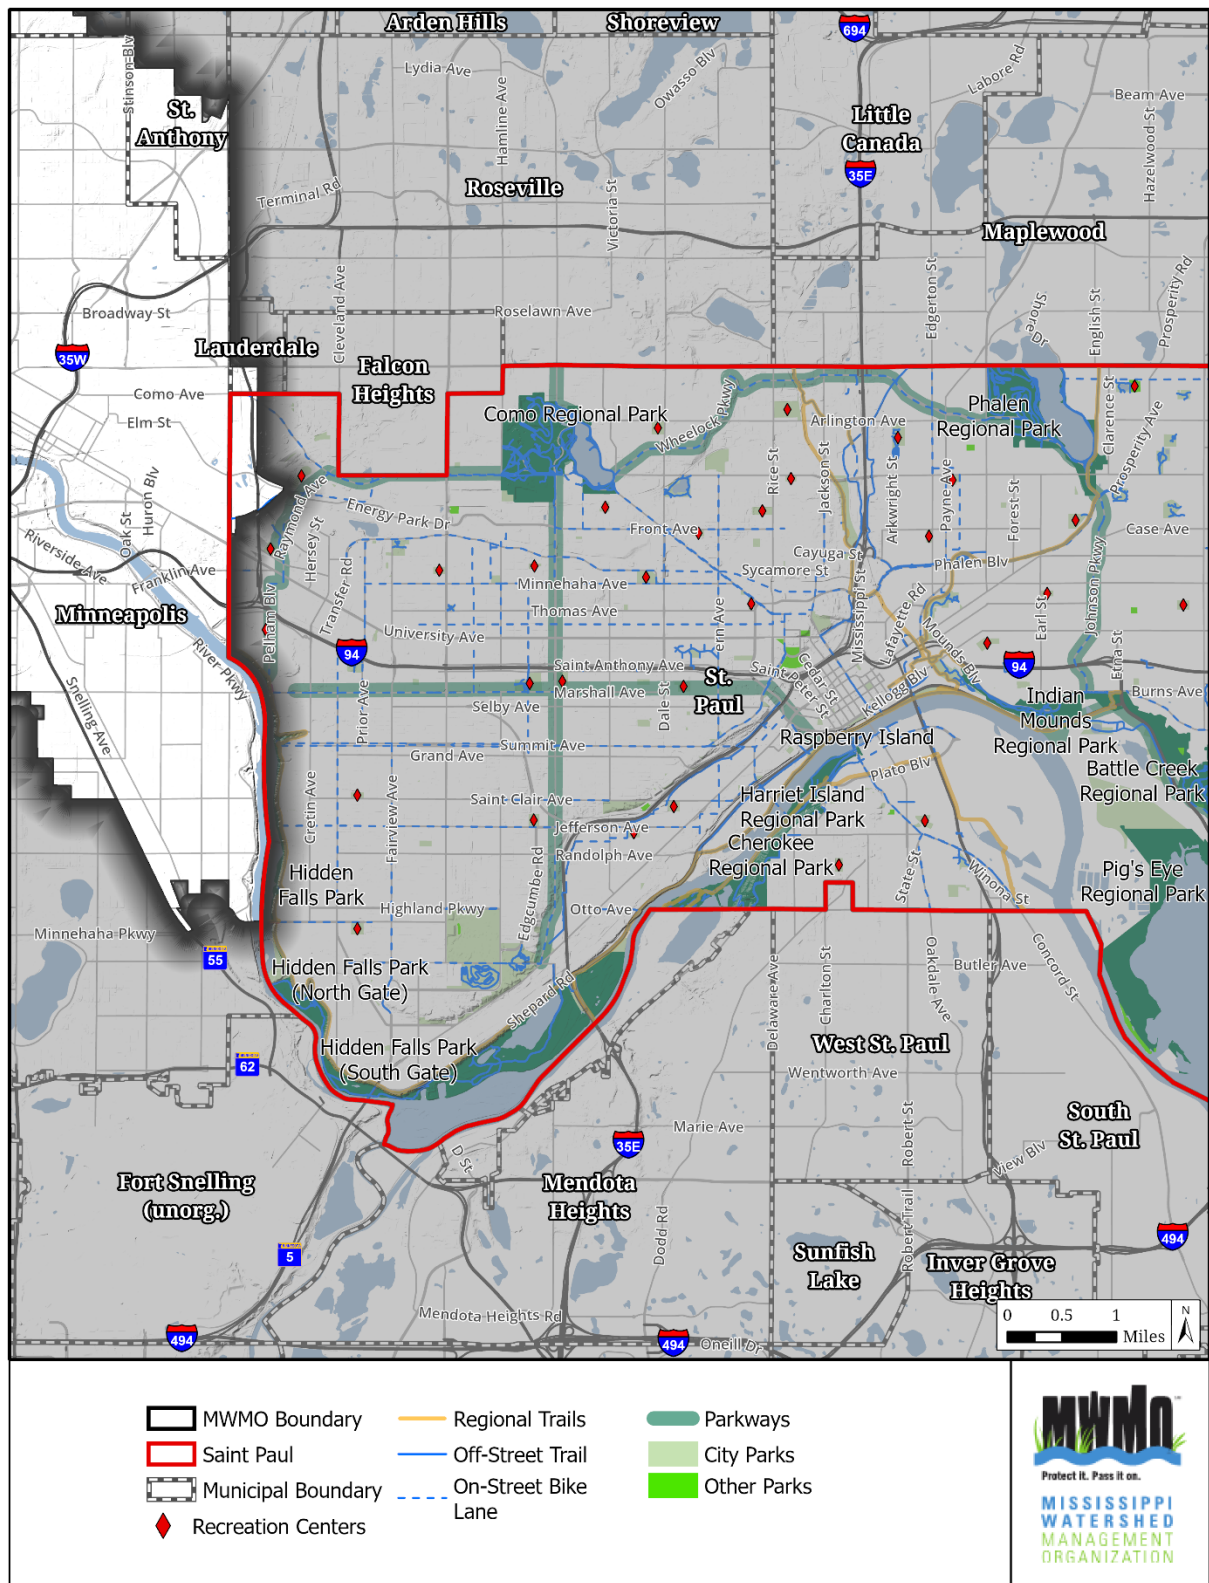 Arden Hills
Shoreview
694
Stinson Blv
Lydia Ave
Hamline Ave
Owasso Blv
Labore Rd
Beam Ave
St.
Anthony
Little
Canada
35E
Hazelwood St
Terminal Rd
Roseville
Victoria St
Maplewood
Cleveland Ave
Edgerton St
Shore Dr
English St
Prosperity Rd
Broadway St
Roselawn Ave
35W
Lauderdale
Falcon
Heights
Como Ave
Elm St
Como Regional Park
Wheelock Pkwy
Arlington Ave
Phalen
Regional Park
Clarence St
Prosperity Ave
Oak St
Huron Blv
Raymond Ave
Hersey St
Energy Park Dr
Front Ave
Rice St
Jackson St
Arkwright St
Payne Ave
Forest St
Case Ave
Riverside Ave
Franklin Ave
Transfer Rd
Minnehaha Ave
Cayuga St
Sycamore St
Phalen Blv
Johnson Pkwy
Minneapolis
Pelham Blv
Thomas Ave
University Ave
ern Ave
Mississippi St
Lafayette Rd
Mounds Blv
Earl St
Etna St
River Pkwy
94
Saint Anthony Ave
Saint Peter St
Cedar St
94
Snelling Ave
Prior Ave
Marshall Ave
Selby Ave
Dale St
St.
Paul
Kellogg Blv
Indian
Mounds
Regional Park
Burns Ave
Summit Ave
Grand Ave
Raspberry Island
Plato Blv
Battle Creek
Regional Park
Cretin Ave
Fairview Ave
Saint Clair Ave
Jefferson Ave
Randolph Ave
Harriet Island
Regional Park
Cherokee
Regional Park
State St
Winona St
Pig's Eye
Regional Park
Hidden
Falls Park
Highland Pkwy
Edgcumbe Rd
Otto Ave
Minnehaha Pkwy
55
Hidden Falls Park
(North Gate)
Shepard Rd
Delaware Ave
Charlton St
Oakdale Ave
Butler Ave
Concord St
Hidden Falls Park
(South Gate)
62
West St. Paul
Wentworth Ave
South
St. Paul
Marie Ave
Robert St
D St
35E
view Blv
Fort Snelling
(unorg.)
Mendota
Heights
Dodd Rd
5
Robert Trail
494
Sunfish
Lake
Inver Grove
Heights
Mendota Heights Rd
494
494
Oneill Dr
0 0.5 1
Miles
N
MWMO Boundary
Saint Paul
Municipal Boundary
Recreation Centers
Regional Trails
Off-Street Trail
On-Street Bike
Lane
Parkways
City Parks
Other Parks
MWMO
Protect it. Pass it on.
MISSISSIPPI
WATERSHED
MANAGEMENT
ORGANIZATION